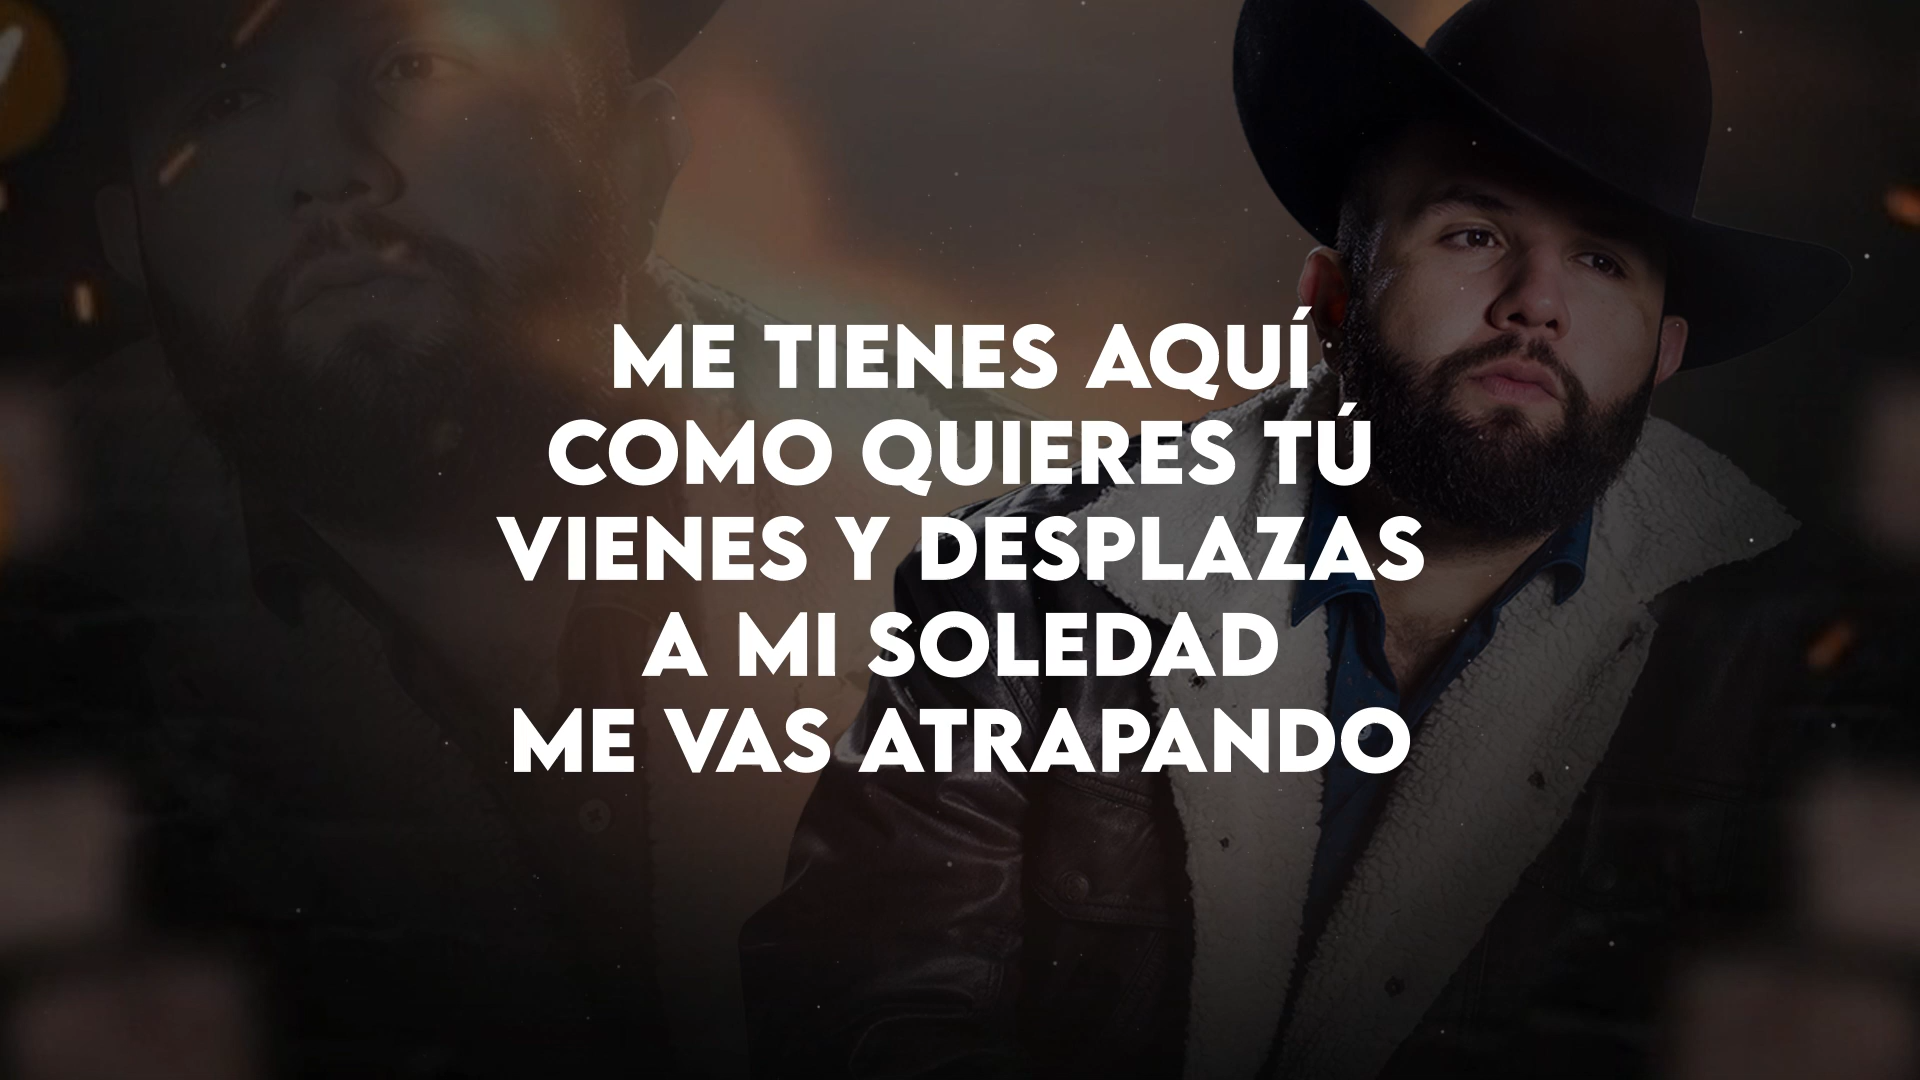 ME TIENES AQUÍ
COMO QUIERES TÚ
VIENES Y DESPLAZAS
A MI SOLEDAD
ME VAS ATRAPANDO